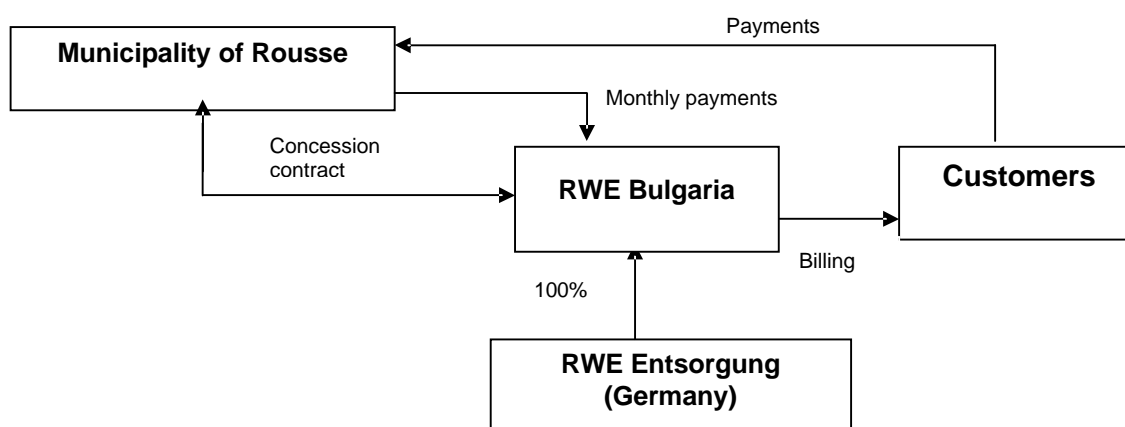 Payments
Municipality of Rousse
Monthly payments
Concession
contract
RWE Bulgaria
Customers
Billing
100%
RWE Entsorgung
(Germany)